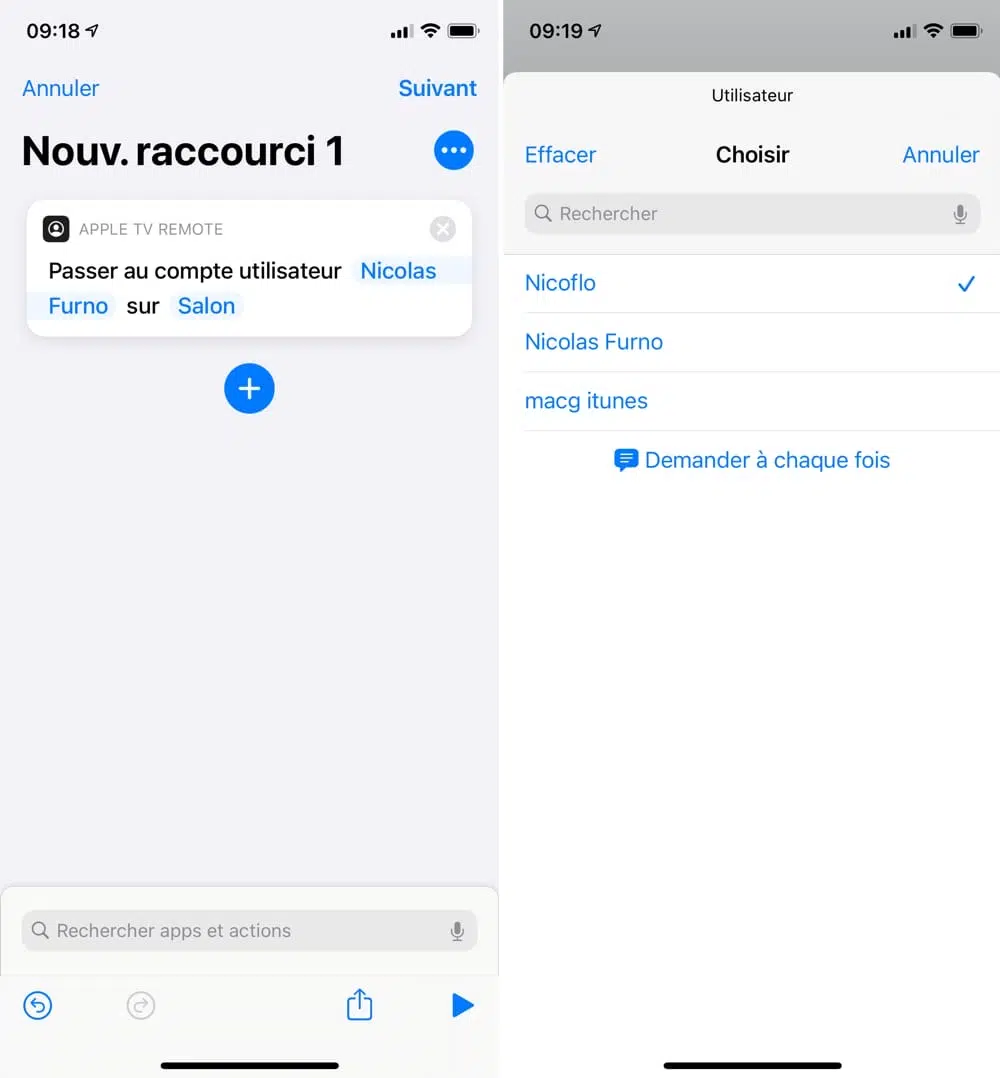 09:18
Annuler
Suivant
Nouv. raccourci 1
APPLE TV REMOTE
Passer au compte utilisateur Nicolas
Furno sur Salon
Rechercher apps et actions
09:19
Utilisateur
Effacer
Choisir
Annuler
Rechercher
Nicoflo
Nicolas Furno
macg itunes
Demander à chaque fois